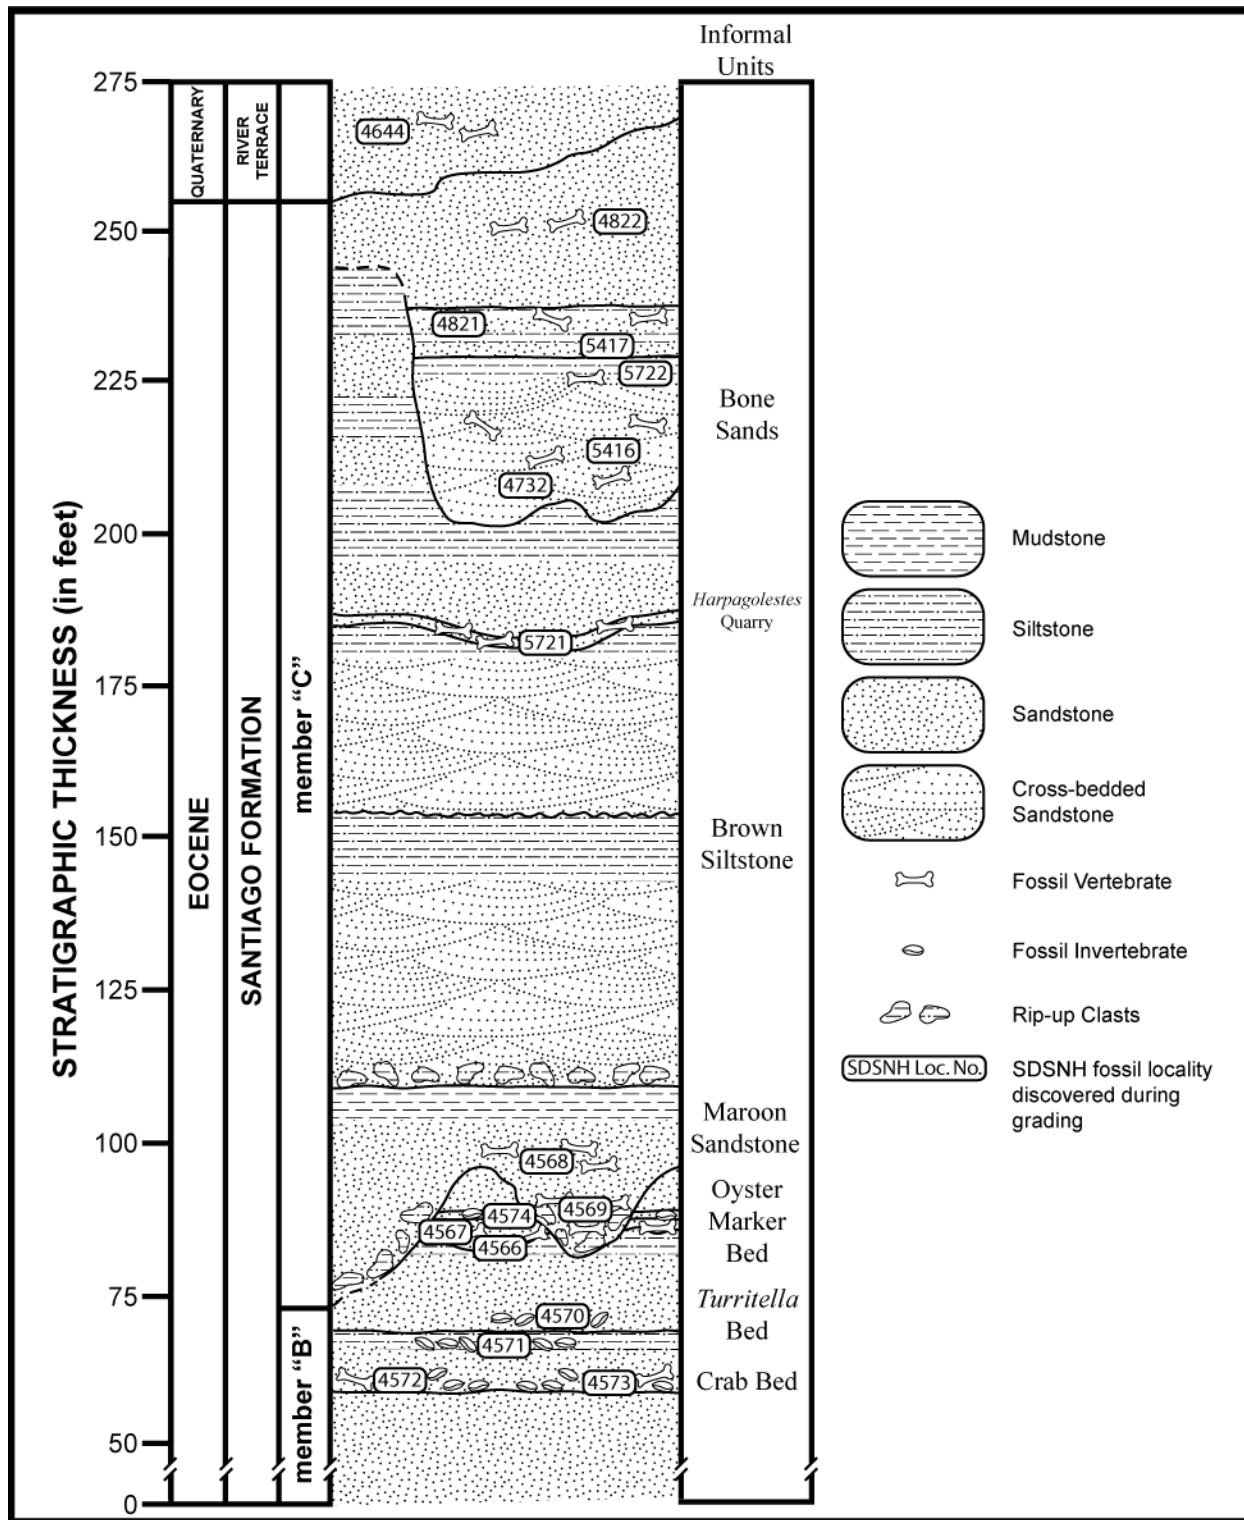 Informal
Units
275
QUATERNARY
RIVER
TERRACE
4644
250
4822
4821
5417
225
5722
Bone
Sands
5416
4732
200
Harpagolestes
Quarry
5721
175
150
Brown
Siltstone
125
100
Maroon
Sandstone
4568
Oyster
Marker
Bed
4569
4574
4567
4566
75
Turritella
Bed
4570
4571
Crab Bed
4572
4573
50
0
STRATIGRAPHIC THICKNESS (in feet)
EOCENE
SANTIAGO FORMATION
member “C”
member “B”
Mudstone
Siltstone
Sandstone
Cross-bedded
Sandstone
Fossil Vertebrate
Fossil Invertebrate
Rip-up Clasts
SDSNH Loc. No.
SDSNH fossil locality
discovered during
grading